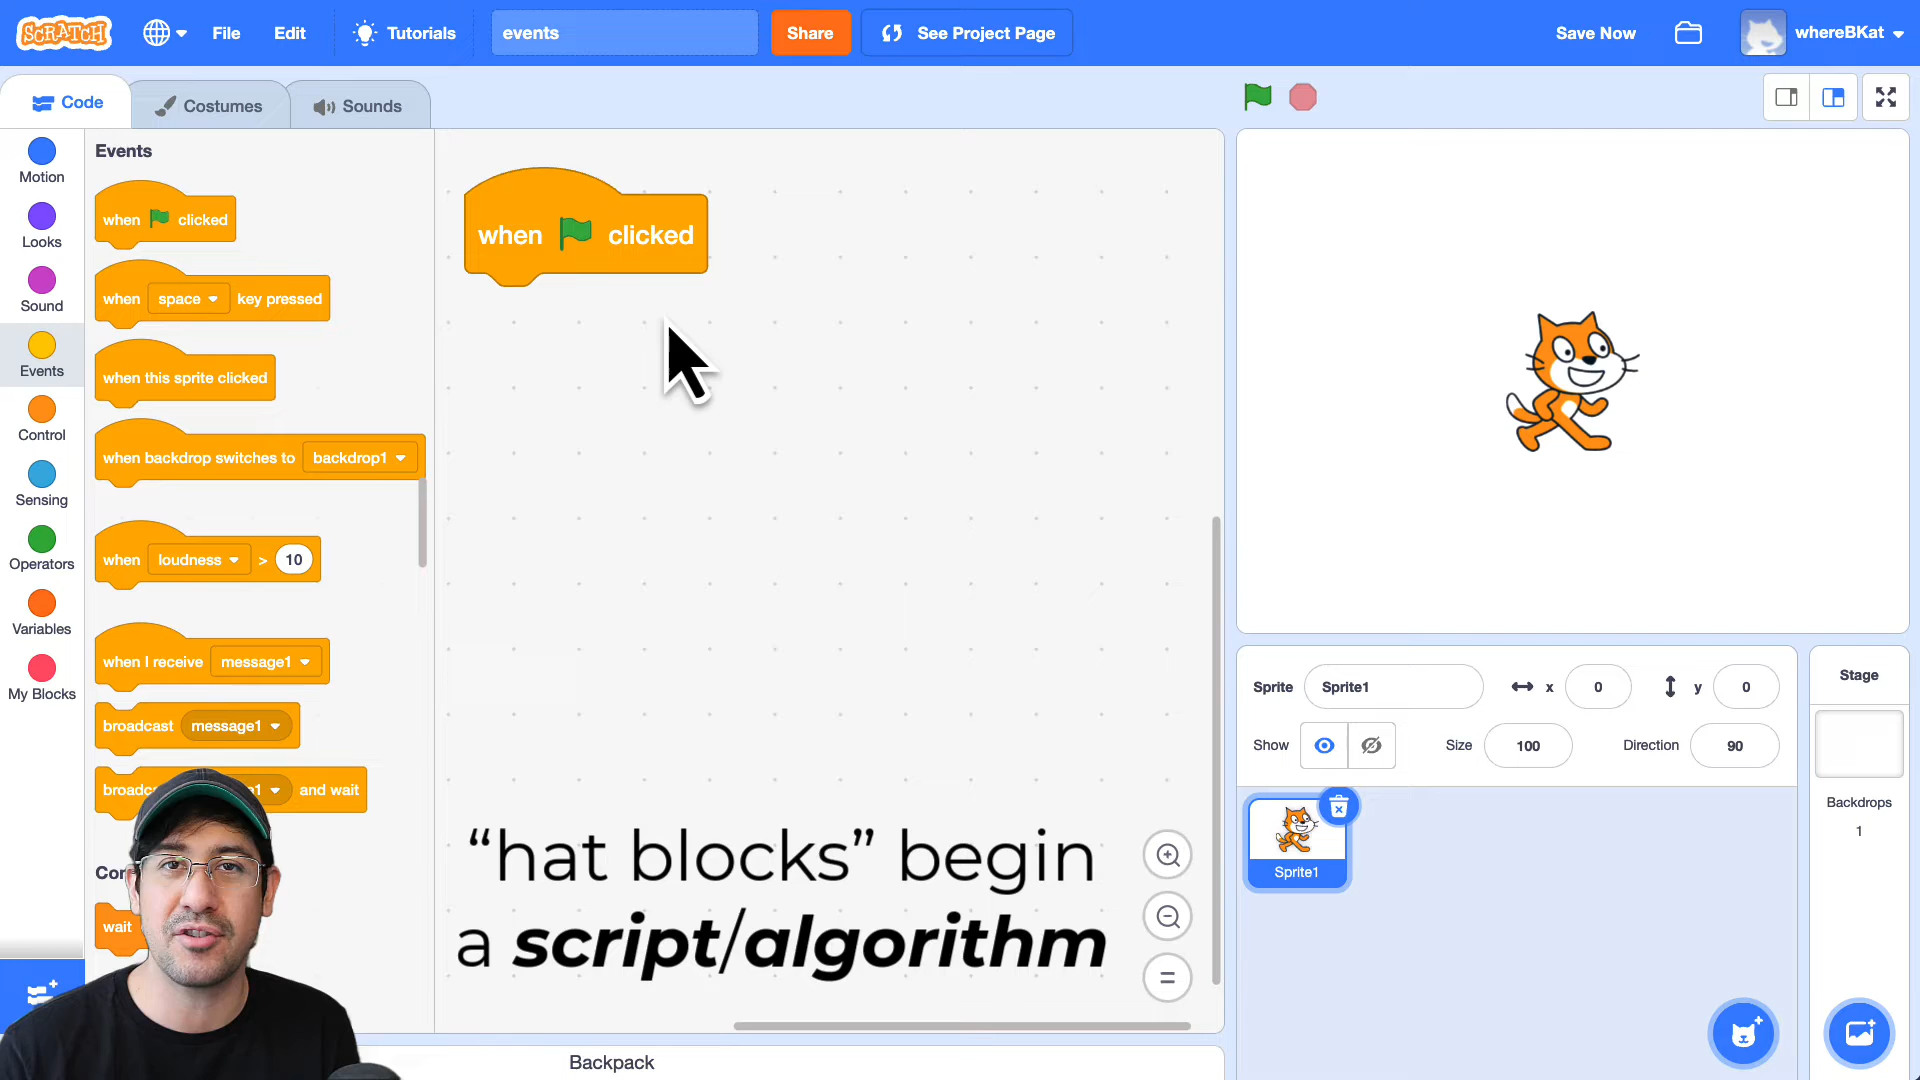 SCRATCH
File
Edit
Tutorials
events
Share
See Project Page
Save Now
whereBKat
Code
Costumes
Sounds
Motion
Looks
Sound
Events
Control
Sensing
Operators
Variables
My Blocks
Events
when clicked
when space key pressed
when this sprite clicked
when backdrop switches to backdrop1
when loudness > 10
when I receive message1
broadcast message1
and wait
wait
when clicked
“hat blocks” begin
a script/algorithm
Backpack
Sprite Sprite1 x 0 y 0
Show Size 100 Direction 90
Sprite1
Stage
Backdrops
1